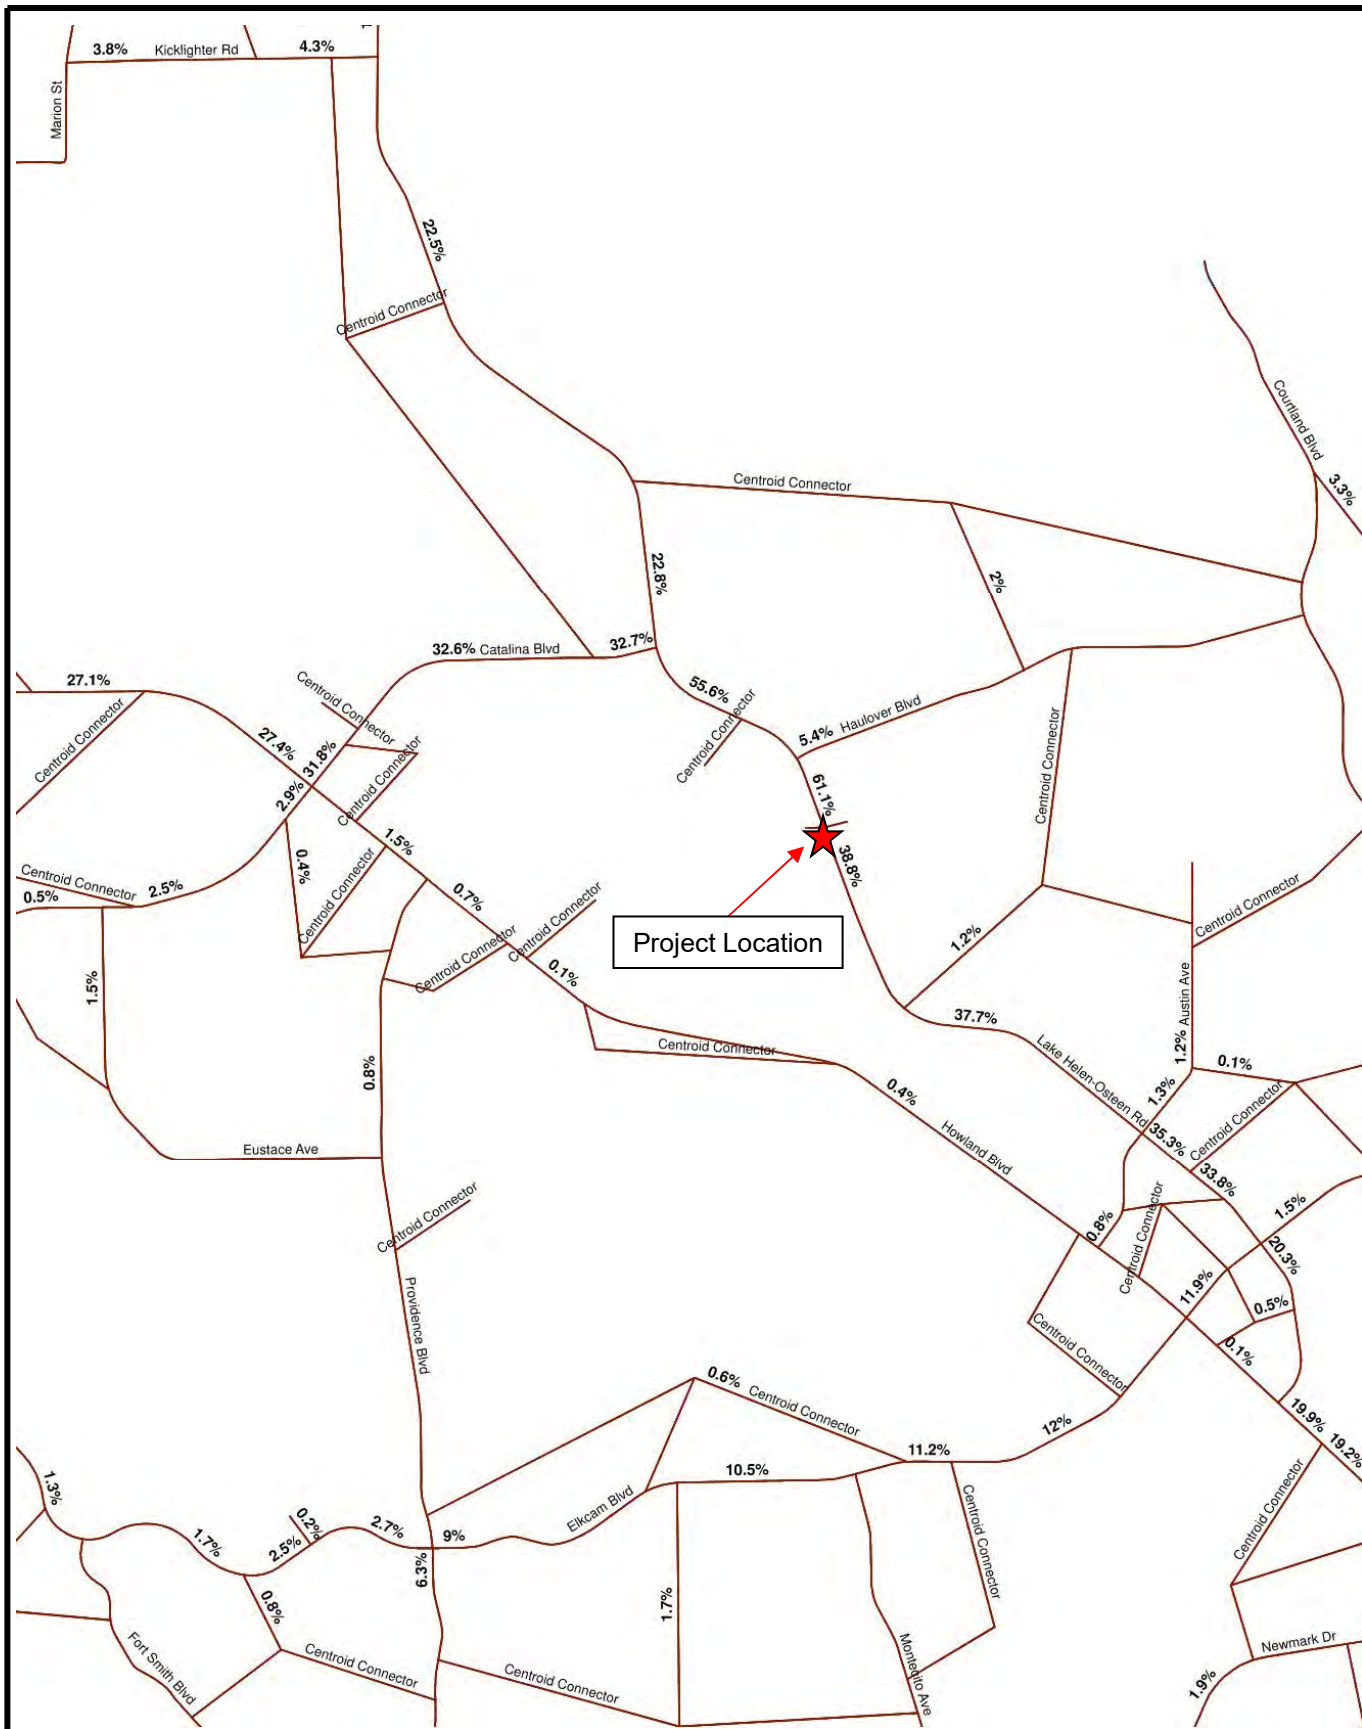 3.8%
Kicklighter Rd
4.3%
Marion St
22.5%
Centroid Connector
Courtland Blvd
3.3%
Centroid Connector
22.8%
2%
32.6% Catalina Blvd
32.7%
27.1%
Centroid Connector
55.6%
Centroid Connector
5.4% Haulover Blvd
Centroid Connector
27.4%
31.8%
Centroid Connector
2.9%
61.1%
Centroid Connector
1.5%
38.8%
0.4%
Centroid Connector
Centroid Connector
0.5%
2.5%
0.7%
Centroid Connector
Centroid Connector
Centroid Connector
Project Location
1.2%
0.1%
1.5%
37.7%
1.2% Austin Ave
Centroid Connector
Lake Helen-Osteen Rd
0.1%
0.8%
0.4%
1.3%
Centroid Connector
Howland Blvd
35.3%
Eustace Ave
33.8%
Centroid Connector
0.8%
Centroid Connector
1.5%
20.3%
Providence Blvd
11.9%
0.5%
Centroid Connector
0.1%
0.6%
Centroid Connector
19.9%
19.2%
12%
11.2%
10.5%
1.3%
Elkcam Blvd
Centroid Connector
Centroid Connector
0.2%
2.7%
9%
1.7%
2.5%
6.3%
0.8%
1.7%
Fort Smith Blvd
Centroid Connector
Centroid Connector
Montecito Ave
Newmark Dr
1.9%